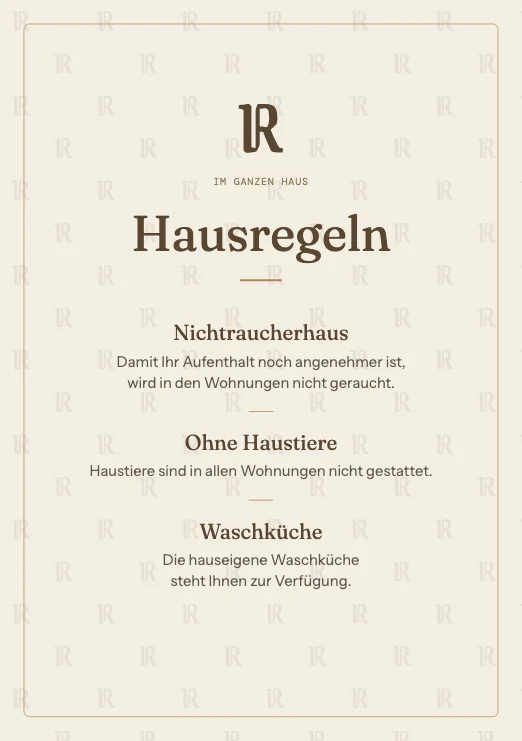 R
IM GANZEN HAUS
Hausregeln
Nichtraucherhaus
Damit Ihr Aufenthalt noch angenehmer ist,
wird in den Wohnungen nicht geraucht.
Ohne Haustiere
Haustiere sind in allen Wohnungen nicht gestattet.
Waschküche
Die hauseigene Waschküche
steht Ihnen zur Verfügung.